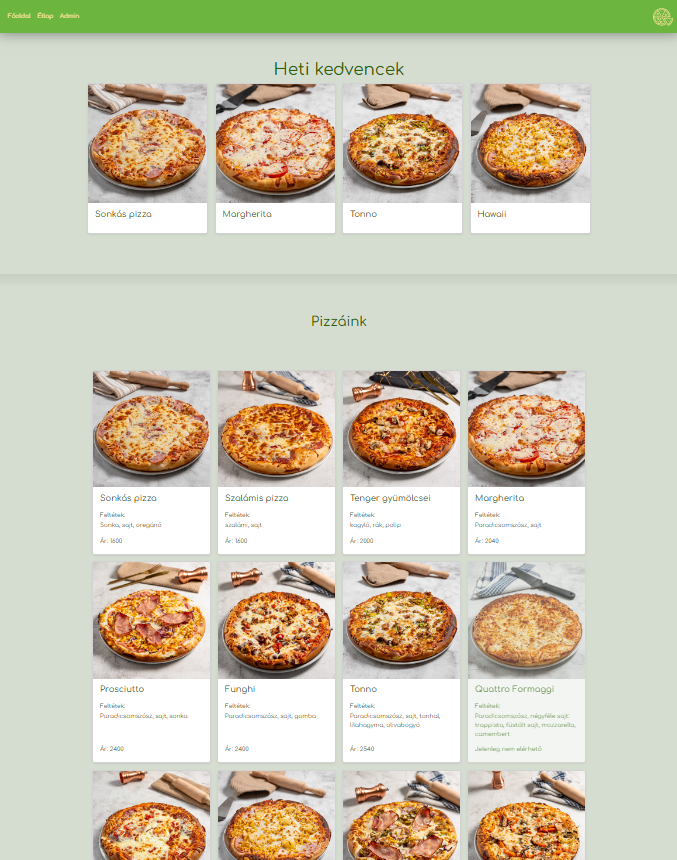 Főoldal Étlap Admin
Heti kedvencek
Sonkás pizza
Margherita
Tonno
Hawaii
Pizzáink
Sonkás pizza
Feltétek:
Sonka, sajt, oregánó
Ár: 1600
Szalámis pizza
Feltétek:
szalámi, sajt
Ár: 1600
Tenger gyümölcsei
Feltétek:
kagyló, rák, polip
Ár: 2000
Margherita
Feltétek:
Paradicsomszósz, sajt
Ár: 2040
Prosciutto
Feltétek:
Paradicsomszósz, sajt, sonka
Ár: 2400
Funghi
Feltétek:
Paradicsomszósz, sajt, gomba
Ár: 2400
Tonno
Feltétek:
Paradicsomszósz, sajt, tonhal,
lilahagyma, olivabogyó
Ár: 2540
Quattro Formaggi
Feltétek:
Paradicsomszósz, négyféle sajt:
trappista, füstölt sajt, mozzarella,
camembert
Jelenleg nem elérhető